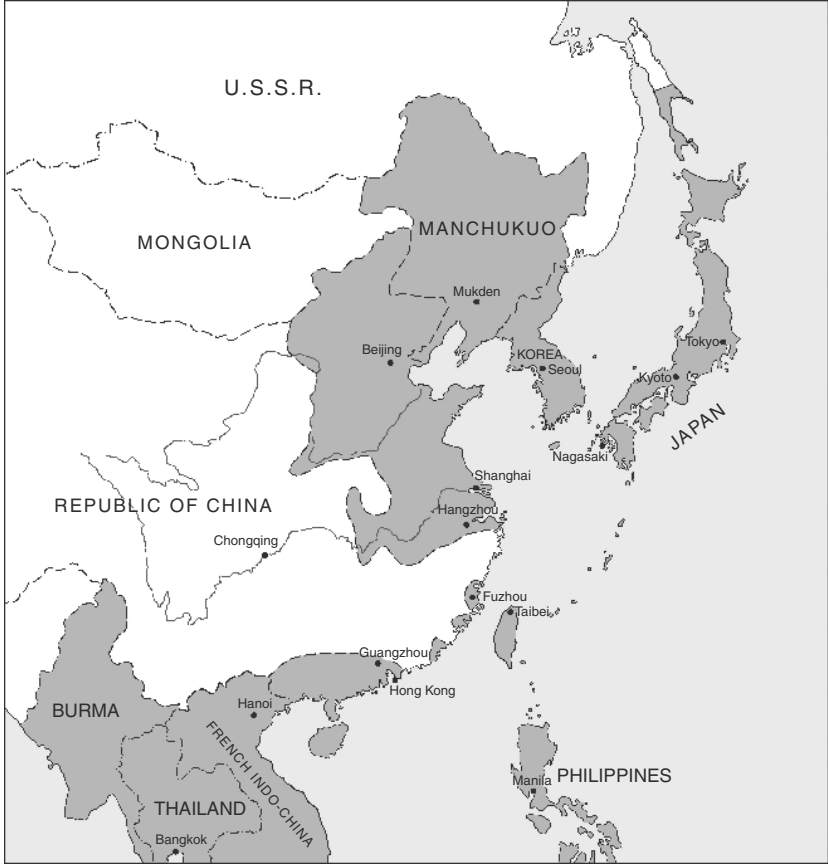 U.S.S.R.
MONGOLIA
MANCHUKUO
Mukden
Beijing
KOREA
Seoul
Tokyo
Kyoto
JAPAN
Nagasaki
Shanghai
REPUBLIC OF CHINA
Hangzhou
Chongqing
Fuzhou
Taibei
Guangzhou
Hong Kong
BURMA
Hanoi
FRENCH INDO-CHINA
PHILIPPINES
Manila
THAILAND
Bangkok